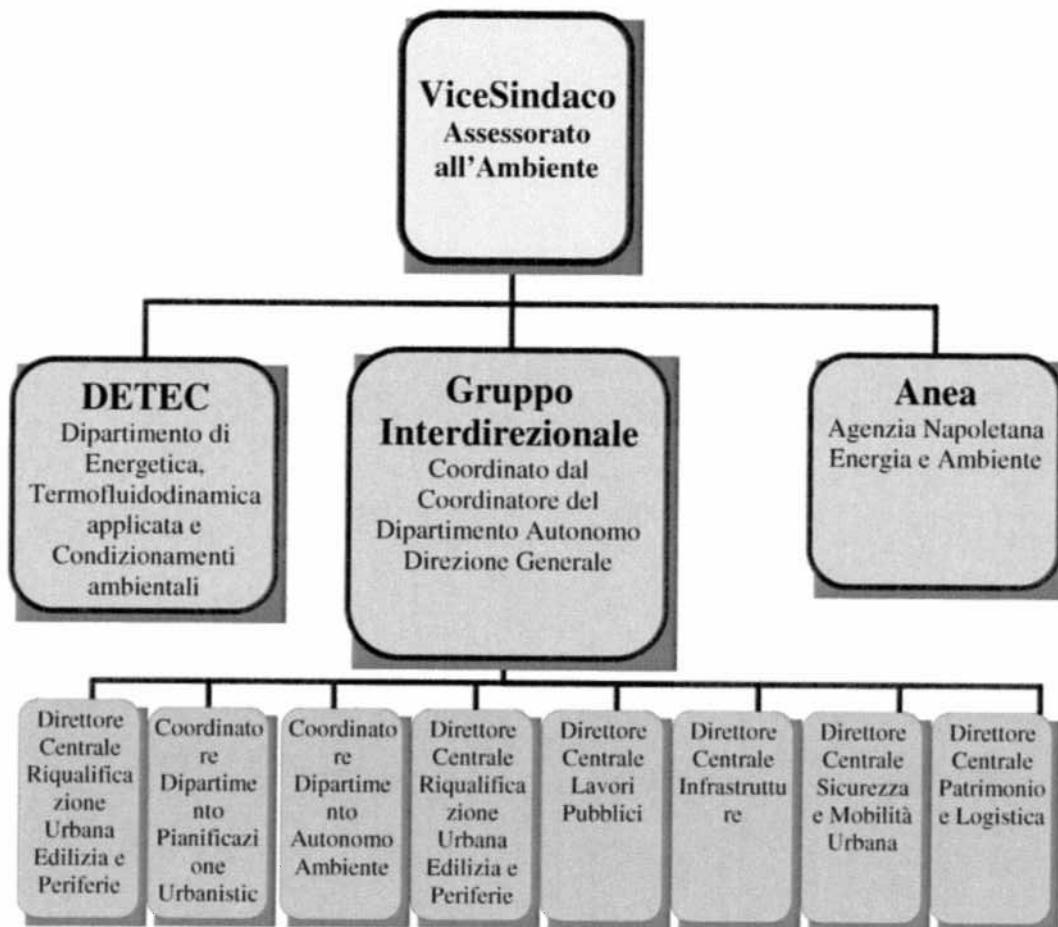 ViceSindaco
Assessorato
all'Ambiente
DETEC
Dipartimento di
Energetica,
Termofluidodinamica
applicata e
Condizionamenti
ambientali
Gruppo
Interdirezionale
Coordinato dal
Coordinatore del
Dipartimento Autonomo
Direzione Generale
Anea
Agenzia Napoletana
Energia e Ambiente
Direttore
Centrale
Riqualifica
zione
Urbana
Edilizia e
Periferie
Coordinato
re
Dipartime
nto
Pianificazi
one
Urbanistic
Coordinato
re
Dipartime
nto
Autonomo
Ambiente
Direttore
Centrale
Riqualifica
zione
Urbana
Edilizia e
Periferie
Direttore
Centrale
Lavori
Pubblici
Direttore
Centrale
Infrastruttu
re
Direttore
Centrale
Sicurezza
e Mobilità
Urbana
Direttore
Centrale
Patrimonio
e Logistica